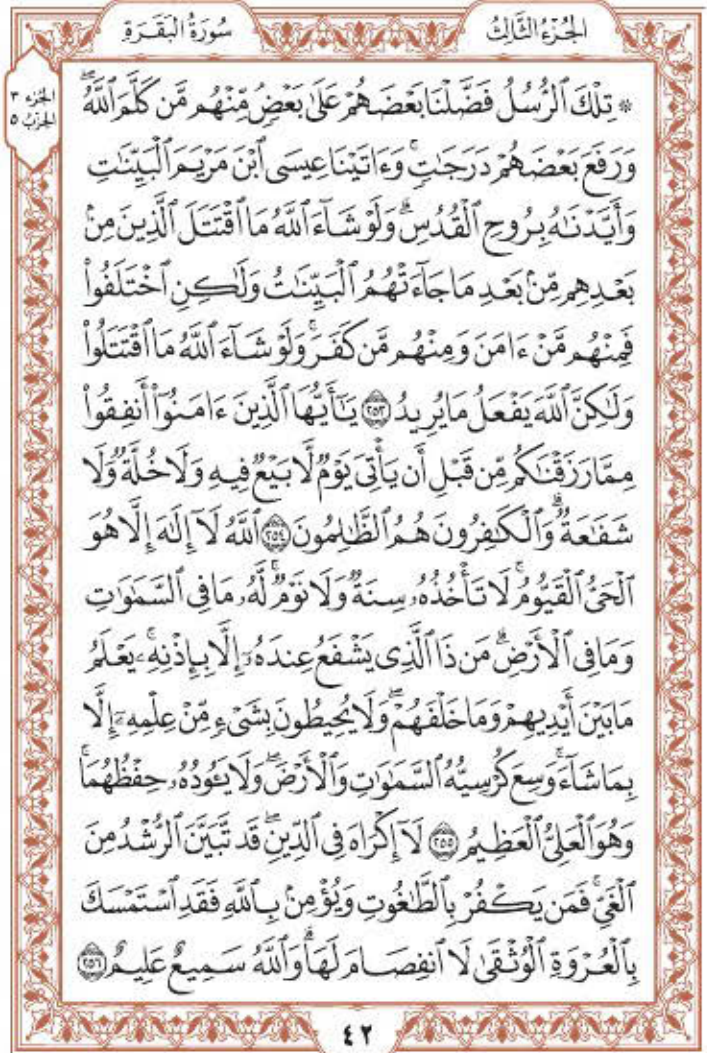 سُورَةُ الْبَقَرَةِ الجُزْءُ الثَّالِثُ
الجزء ٣
الحزب ٥
۞ تِلْكَ ٱلرُّسُلُ فَضَّلْنَا بَعْضَهُمْ عَلَىٰ بَعْضٍۘ مِّنْهُم مَّن كَلَّمَ ٱللَّهُۖ
وَرَفَعَ بَعْضَهُمْ دَرَجَٰتٍۚ وَءَاتَيْنَا عِيسَى ٱبْنَ مَرْيَمَ ٱلْبَيِّنَٰتِ
وَأَيَّدْنَٰهُ بِرُوحِ ٱلْقُدُسِۗ وَلَوْ شَآءَ ٱللَّهُ مَا ٱقْتَتَلَ ٱلَّذِينَ مِنۢ
بَعْدِهِم مِّنۢ بَعْدِ مَا جَآءَتْهُمُ ٱلْبَيِّنَٰتُ وَلَٰكِنِ ٱخْتَلَفُوا۟
فَمِنْهُم مَّنْ ءَامَنَ وَمِنْهُم مَّن كَفَرَۚ وَلَوْ شَآءَ ٱللَّهُ مَا ٱقْتَتَلُوا۟
وَلَٰكِنَّ ٱللَّهَ يَفْعَلُ مَا يُرِيدُ ٢٥٣ يَٰٓأَيُّهَا ٱلَّذِينَ ءَامَنُوٓا۟ أَنفِقُوا۟
مِمَّا رَزَقْنَٰكُم مِّن قَبْلِ أَن يَأْتِىَ يَوْمٌ لَّا بَيْعٌ فِيهِ وَلَا خُلَّةٌ وَلَا
شَفَٰعَةٌۗ وَٱلْكَٰفِرُونَ هُمُ ٱلظَّٰلِمُونَ ٢٥٤ ٱللَّهُ لَآ إِلَٰهَ إِلَّا هُوَ
ٱلْحَىُّ ٱلْقَيُّومُۚ لَا تَأْخُذُهُۥ سِنَةٌ وَلَا نَوْمٌۚ لَّهُۥ مَا فِى ٱلسَّمَٰوَٰتِ
وَمَا فِى ٱلْأَرْضِۗ مَن ذَا ٱلَّذِى يَشْفَعُ عِندَهُۥٓ إِلَّا بِإِذْنِهِۦۚ يَعْلَمُ
مَا بَيْنَ أَيْدِيهِمْ وَمَا خَلْفَهُمْۖ وَلَا يُحِيطُونَ بِشَىْءٍ مِّنْ عِلْمِهِۦٓ إِلَّا
بِمَا شَآءَۚ وَسِعَ كُرْسِيُّهُ ٱلسَّمَٰوَٰتِ وَٱلْأَرْضَۖ وَلَا يَـُٔودُهُۥ حِفْظُهُمَاۚ
وَهُوَ ٱلْعَلِىُّ ٱلْعَظِيمُ ٢٥٥ لَآ إِكْرَاهَ فِى ٱلدِّينِۖ قَد تَّبَيَّنَ ٱلرُّشْدُ مِنَ
ٱلْغَىِّۚ فَمَن يَكْفُرْ بِٱلطَّٰغُوتِ وَيُؤْمِنۢ بِٱللَّهِ فَقَدِ ٱسْتَمْسَكَ
بِٱلْعُرْوَةِ ٱلْوُثْقَىٰ لَا ٱنفِصَامَ لَهَاۗ وَٱللَّهُ سَمِيعٌ عَلِيمٌ ٢٥٦
٤٢